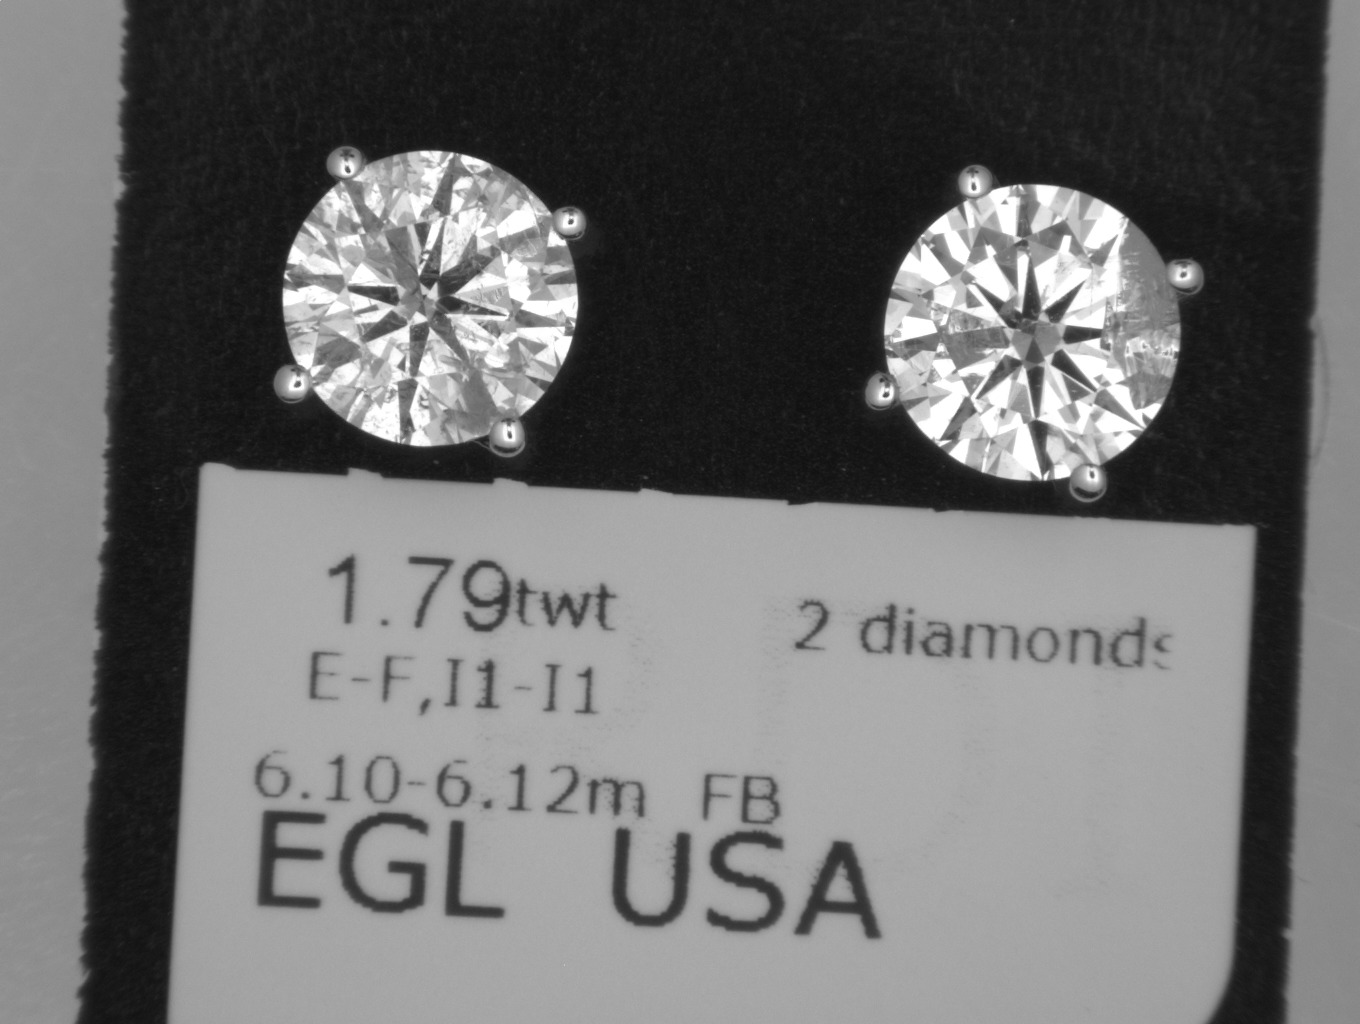 1.79twt 2 diamonds
E-F,I1-I1
6.10-6.12m FB
EGL USA